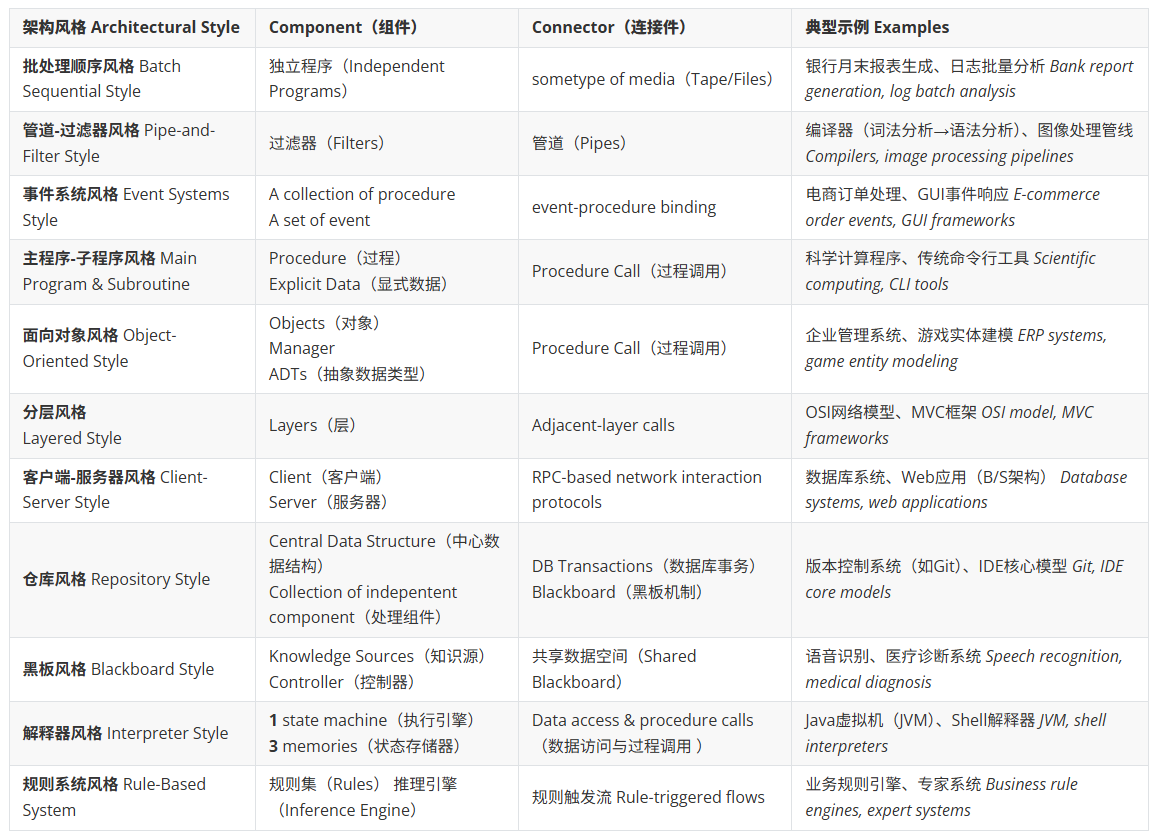 架构风格 Architectural Style
Component（组件）
Connector（连接件）
典型示例 Examples
批处理顺序风格 Batch
Sequential Style
独立程序（Independent
Programs）
sometype of media（Tape/Files）
银行月末报表生成、日志批量分析 Bank report
generation, log batch analysis
管道-过滤器风格 Pipe-and-
Filter Style
过滤器（Filters）
管道（Pipes）
编译器（词法分析→语法分析）、图像处理管线
Compilers, image processing pipelines
事件系统风格 Event Systems
Style
A collection of procedure
A set of event
event-procedure binding
电商订单处理、GUI事件响应 E-commerce
order events, GUI frameworks
主程序-子程序风格 Main
Program & Subroutine
Procedure（过程）
Explicit Data（显式数据）
Procedure Call（过程调用）
科学计算程序、传统命令行工具 Scientific
computing, CLI tools
面向对象风格 Object-
Oriented Style
Objects（对象）
Manager
ADTs（抽象数据类型）
Procedure Call（过程调用）
企业管理系统、游戏实体建模 ERP systems,
game entity modeling
分层风格
Layered Style
Layers（层）
Adjacent-layer calls
OSI网络模型、MVC框架 OSI model, MVC
frameworks
客户端-服务器风格 Client-
Server Style
Client（客户端）
Server（服务器）
RPC-based network interaction
protocols
数据库系统、Web应用（B/S架构） Database
systems, web applications
仓库风格 Repository Style
Central Data Structure（中心数
据结构）
Collection of indepentent
component（处理组件）
DB Transactions（数据库事务）
Blackboard（黑板机制）
版本控制系统（如Git）、IDE核心模型 Git, IDE
core models
黑板风格 Blackboard Style
Knowledge Sources（知识源）
Controller（控制器）
共享数据空间（Shared
Blackboard）
语音识别、医疗诊断系统 Speech recognition,
medical diagnosis
解释器风格 Interpreter Style
1 state machine（执行引擎）
3 memories（状态存储器）
Data access & procedure calls
（数据访问与过程调用 ）
Java虚拟机（JVM）、Shell解释器 JVM, shell
interpreters
规则系统风格 Rule-Based
System
规则集（Rules） 推理引擎
（Inference Engine）
规则触发流 Rule-triggered flows
业务规则引擎、专家系统 Business rule
engines, expert systems